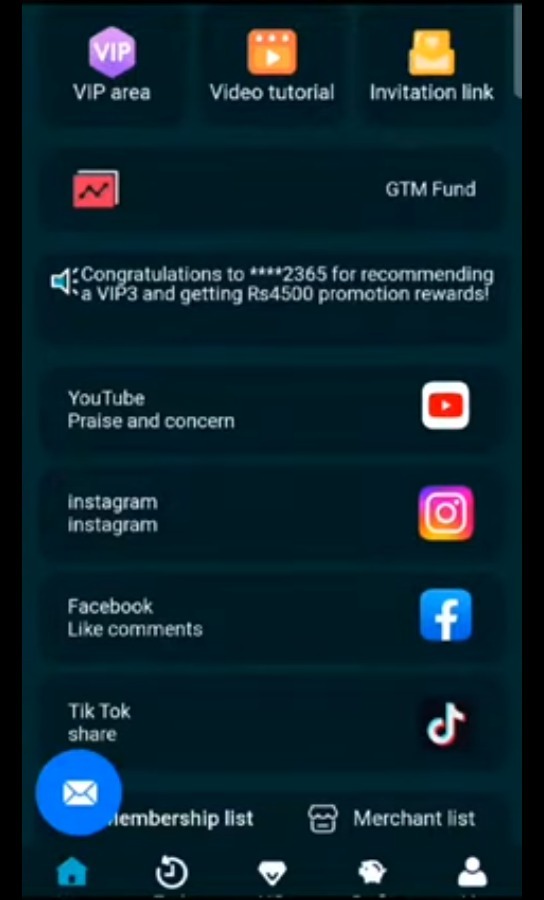 VIP
VIP area
Video tutorial
Invitation link
GTM Fund
Congratulations to ****2365 for recommending
a VIP3 and getting Rs4500 promotion rewards!
YouTube
Praise and concern
instagram
instagram
Facebook
Like comments
Tik Tok
share
embership list
Merchant list